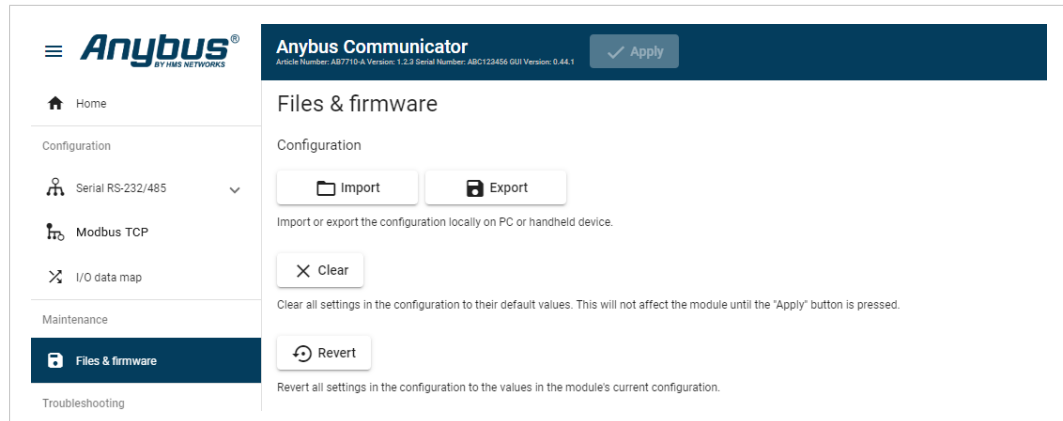 Anybus®
BY HMS NETWORKS
Anybus Communicator
Article Number: AB7710-A Version: 1.2.3 Serial Number: ABC123456 GUI Version: 0.44.1
Apply
Home
Configuration
Serial RS-232/485
Modbus TCP
I/O data map
Maintenance
Files & firmware
Troubleshooting
Files & firmware
Configuration
Import
Export
Import or export the configuration locally on PC or handheld device.
Clear
Clear all settings in the configuration to their default values. This will not affect the module until the "Apply" button is pressed.
Revert
Revert all settings in the configuration to the values in the module's current configuration.